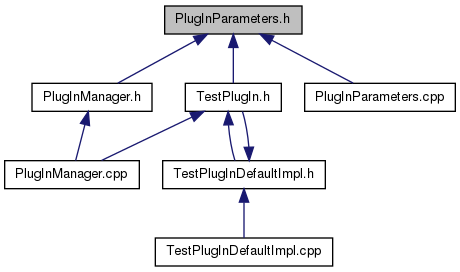 PlugInParameters.h
PlugInManager.h
TestPlugIn.h
PlugInParameters.cpp
PlugInManager.cpp
TestPlugInDefaultImpl.h
TestPlugInDefaultImpl.cpp